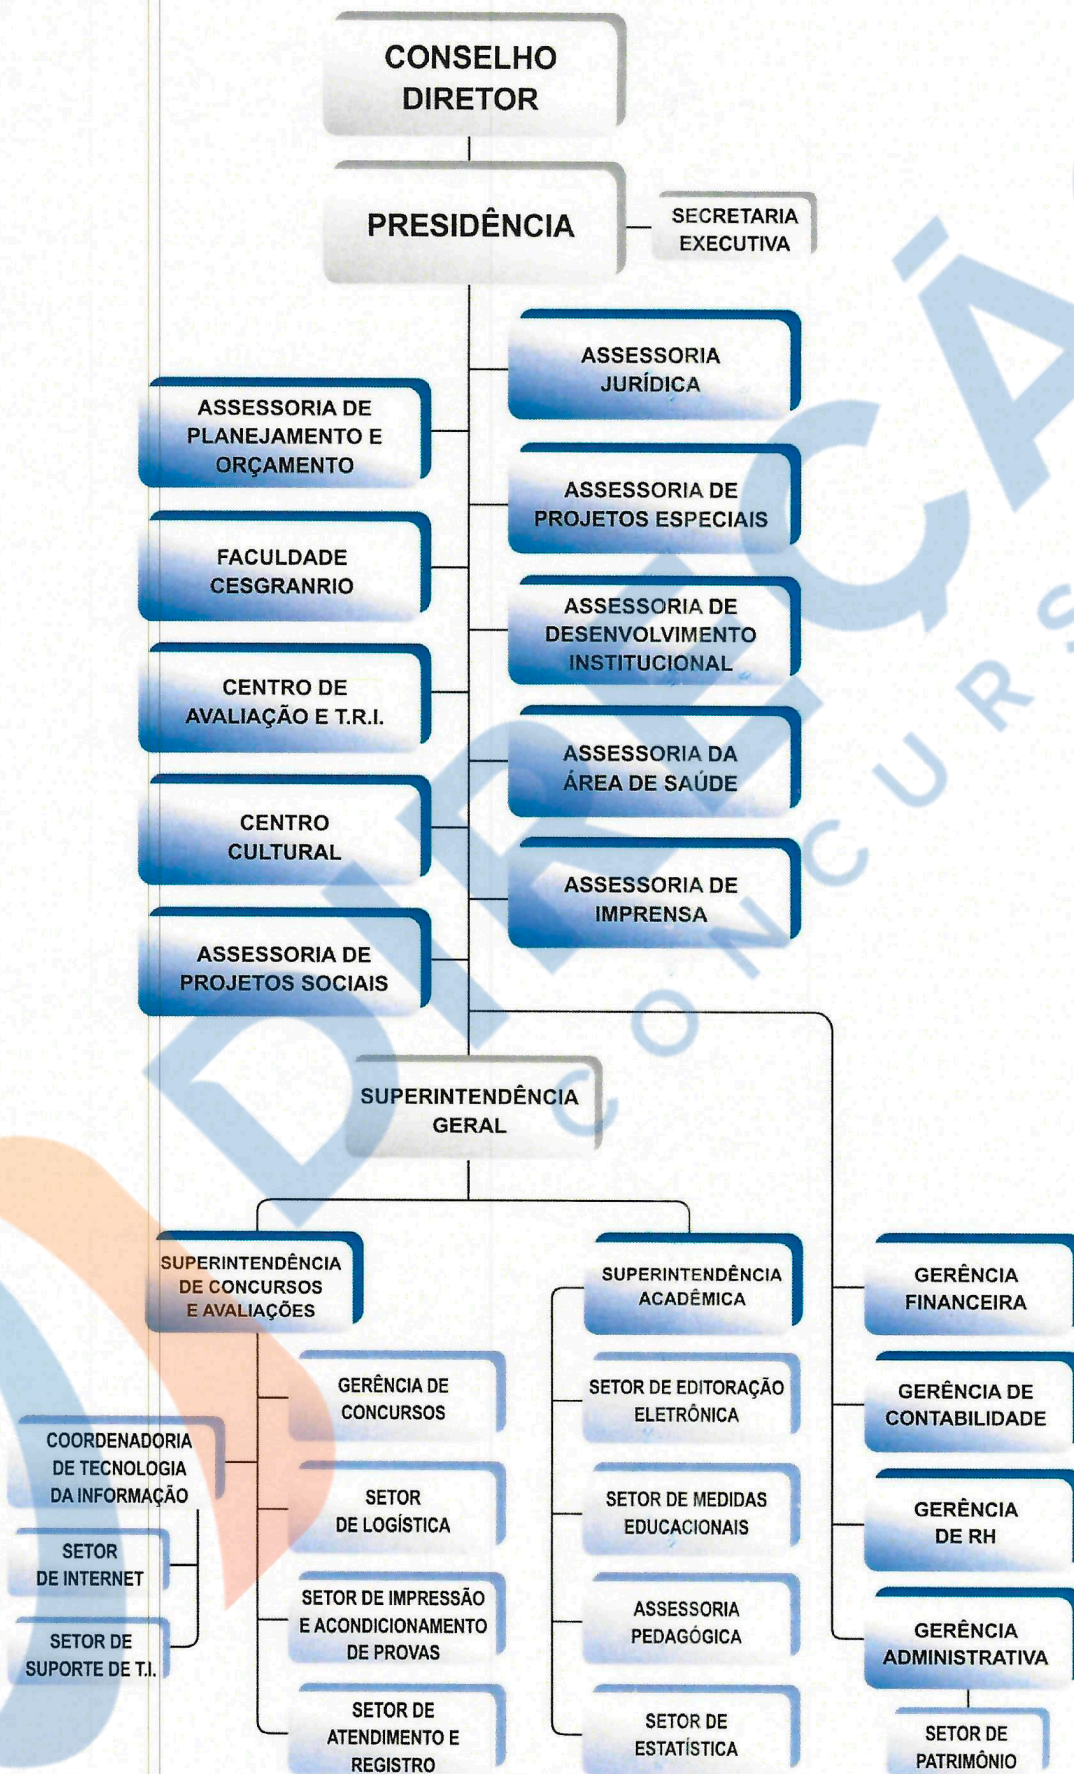 CONSELHO
DIRETOR
PRESIDÊNCIA
SECRETARIA
EXECUTIVA
ASSESSORIA
JURÍDICA
ASSESSORIA DE
PLANEJAMENTO E
ORÇAMENTO
ASSESSORIA DE
PROJETOS ESPECIAIS
FACULDADE
CESGRANRIO
ASSESSORIA DE
DESENVOLVIMENTO
INSTITUCIONAL
CENTRO DE
AVALIAÇÃO E T.R.I.
ASSESSORIA DA
ÁREA DE SAÚDE
CENTRO
CULTURAL
ASSESSORIA DE
IMPRENSA
ASSESSORIA DE
PROJETOS SOCIAIS
SUPERINTENDÊNCIA
GERAL
SUPERINTENDÊNCIA
DE CONCURSOS
E AVALIAÇÕES
GERÊNCIA DE
CONCURSOS
COORDENADORIA
DE TECNOLOGIA
DA INFORMAÇÃO
SETOR
DE INTERNET
SETOR DE
SUPORTE DE T.I.
SETOR
DE LOGÍSTICA
SETOR DE IMPRESSÃO
E ACONDICIONAMENTO
DE PROVAS
SETOR DE
ATENDIMENTO E
REGISTRO
SUPERINTENDÊNCIA
ACADÊMICA
SETOR DE EDITORAÇÃO
ELETRÔNICA
SETOR DE MEDIDAS
EDUCACIONAIS
ASSESSORIA
PEDAGÓGICA
SETOR DE
ESTATÍSTICA
GERÊNCIA
FINANCEIRA
GERÊNCIA DE
CONTABILIDADE
GERÊNCIA
DE RH
GERÊNCIA
ADMINISTRATIVA
SETOR DE
PATRIMÔNIO
DIREÇÃ
CONCURS